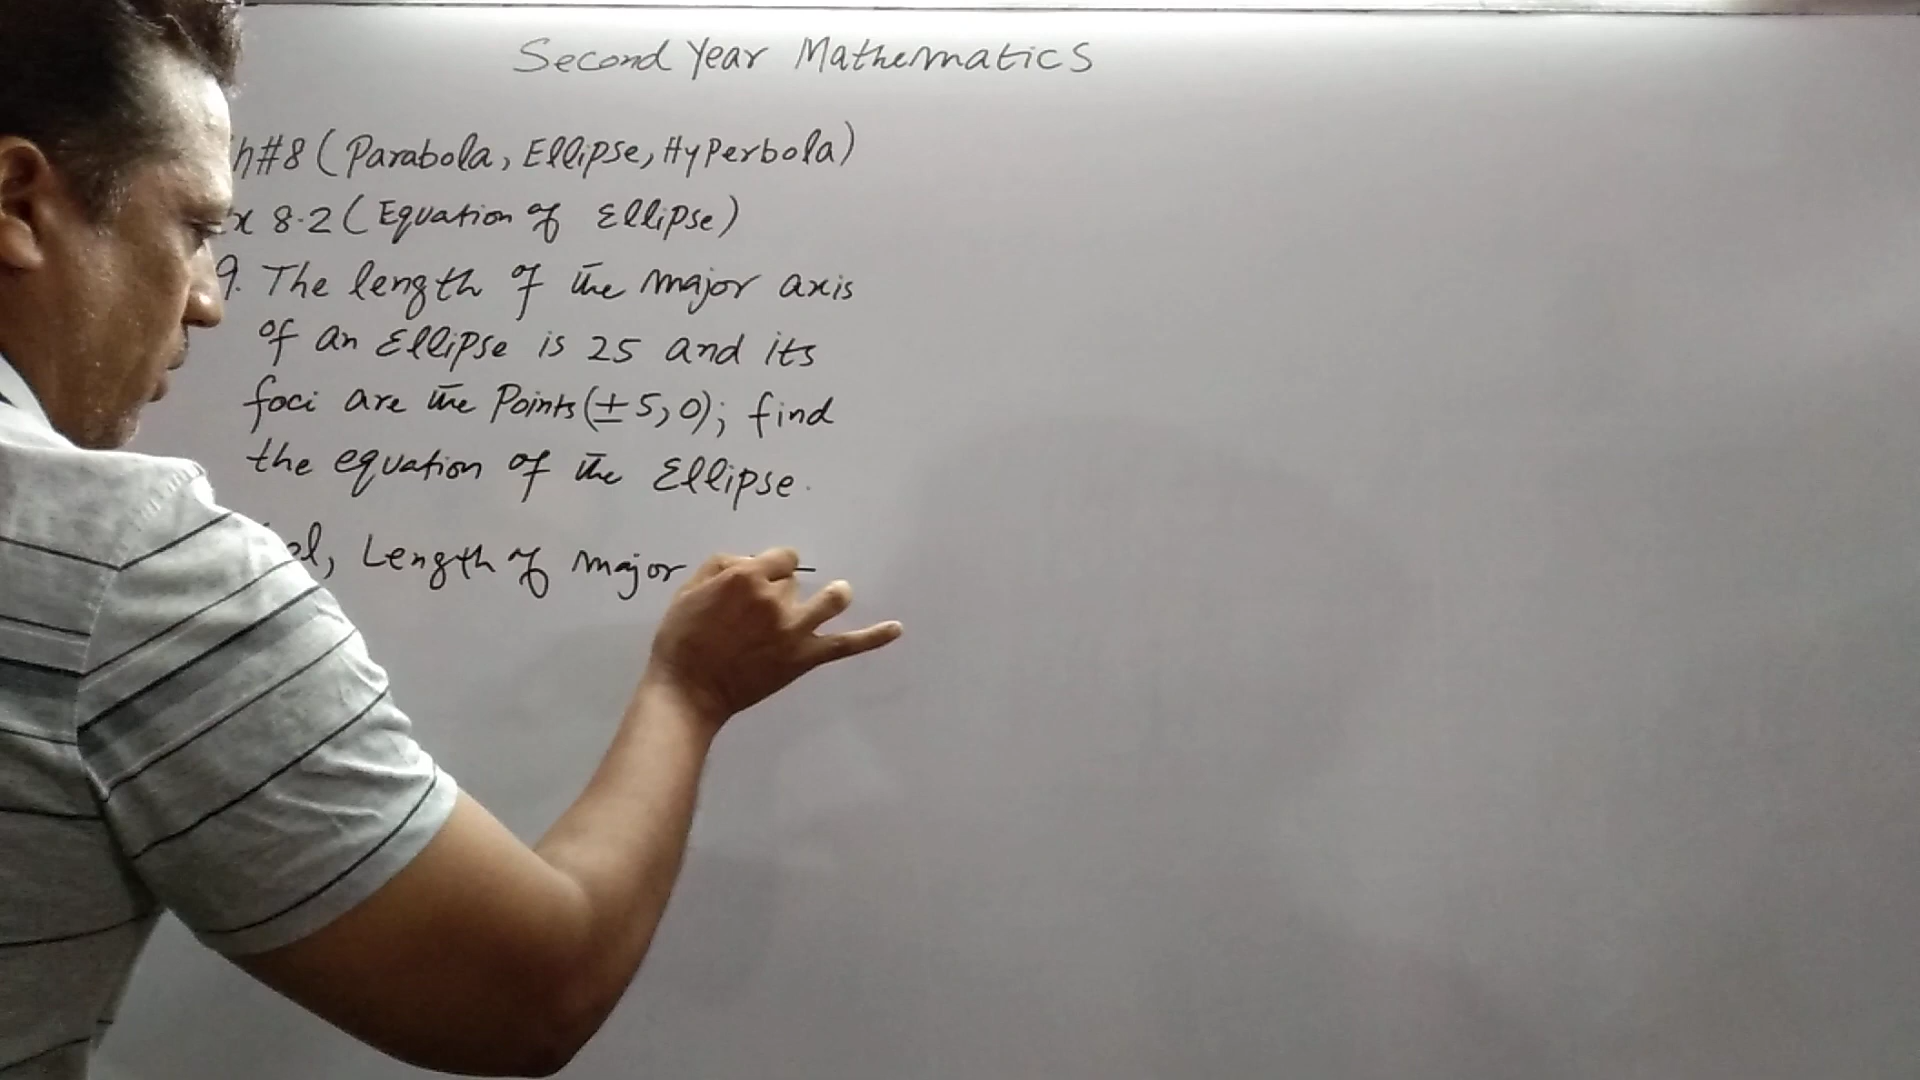 Second Year Mathematics
h#8 (Parabola, Ellipse, Hyperbola)
x 8.2 (Equation of Ellipse)
9. The length of the major axis
of an Ellipse is 25 and its
foci are the Points (±5,0); find
the equation of the Ellipse.
Length of major